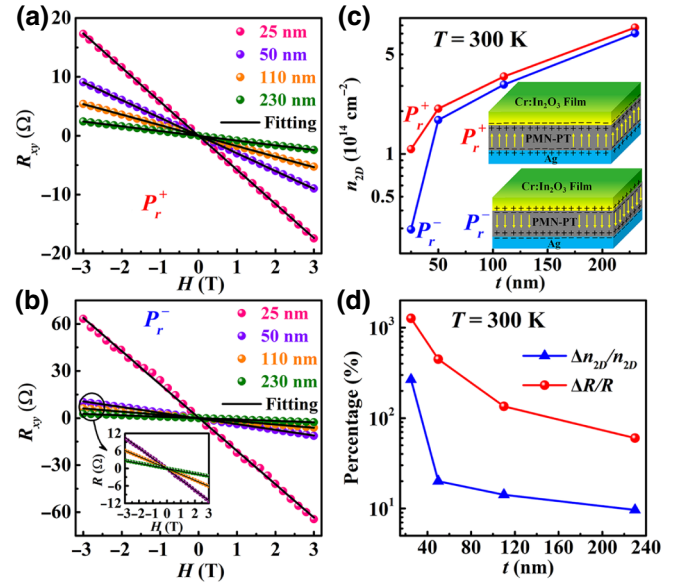 (a)
25 nm
50 nm
110 nm
230 nm
Fitting
P_r^+
20
10
0
−10
−20
R_xy (Ω)
−3 −2 −1 0 1 2 3
H (T)
(b)
P_r^−
25 nm
50 nm
110 nm
230 nm
Fitting
60
30
0
−30
−60
R_xy (Ω)
12
6
0
−6
−12
R (Ω)
−3 −2 −1 0 1 2 3
H (T)
−3 −2 −1 0 1 2 3
H (T)
(c)
T = 300 K
P_r^+
P_r^−
5
1
0.5
n_2D (10^14 cm^−2)
Cr:In2O3 Film
P_r^+
PMN-PT
Ag
Cr:In2O3 Film
P_r^−
PMN-PT
Ag
50 100 150 200
t (nm)
(d)
T = 300 K
Δn_2D/n_2D
ΔR/R
10^3
10^2
10^1
Percentage (%)
40 80 120 160 200 240
t (nm)